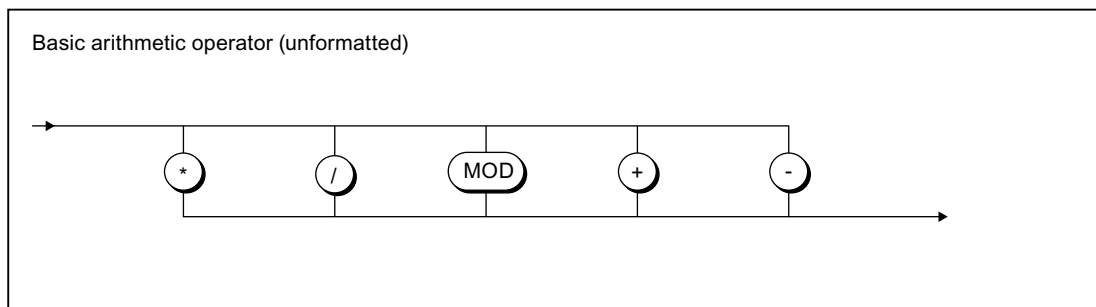 Basic arithmetic operator (unformatted)
* / MOD + -